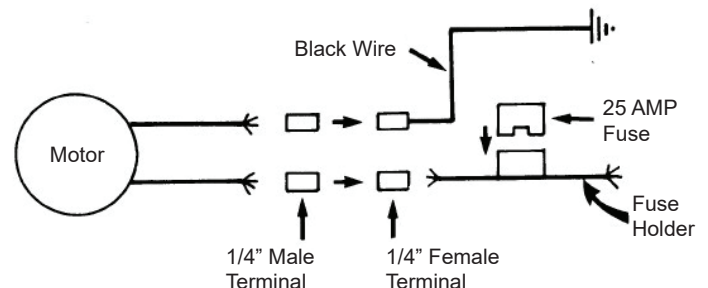 Black Wire
25 AMP
Fuse
Motor
Fuse
Holder
1/4” Male
Terminal
1/4” Female
Terminal